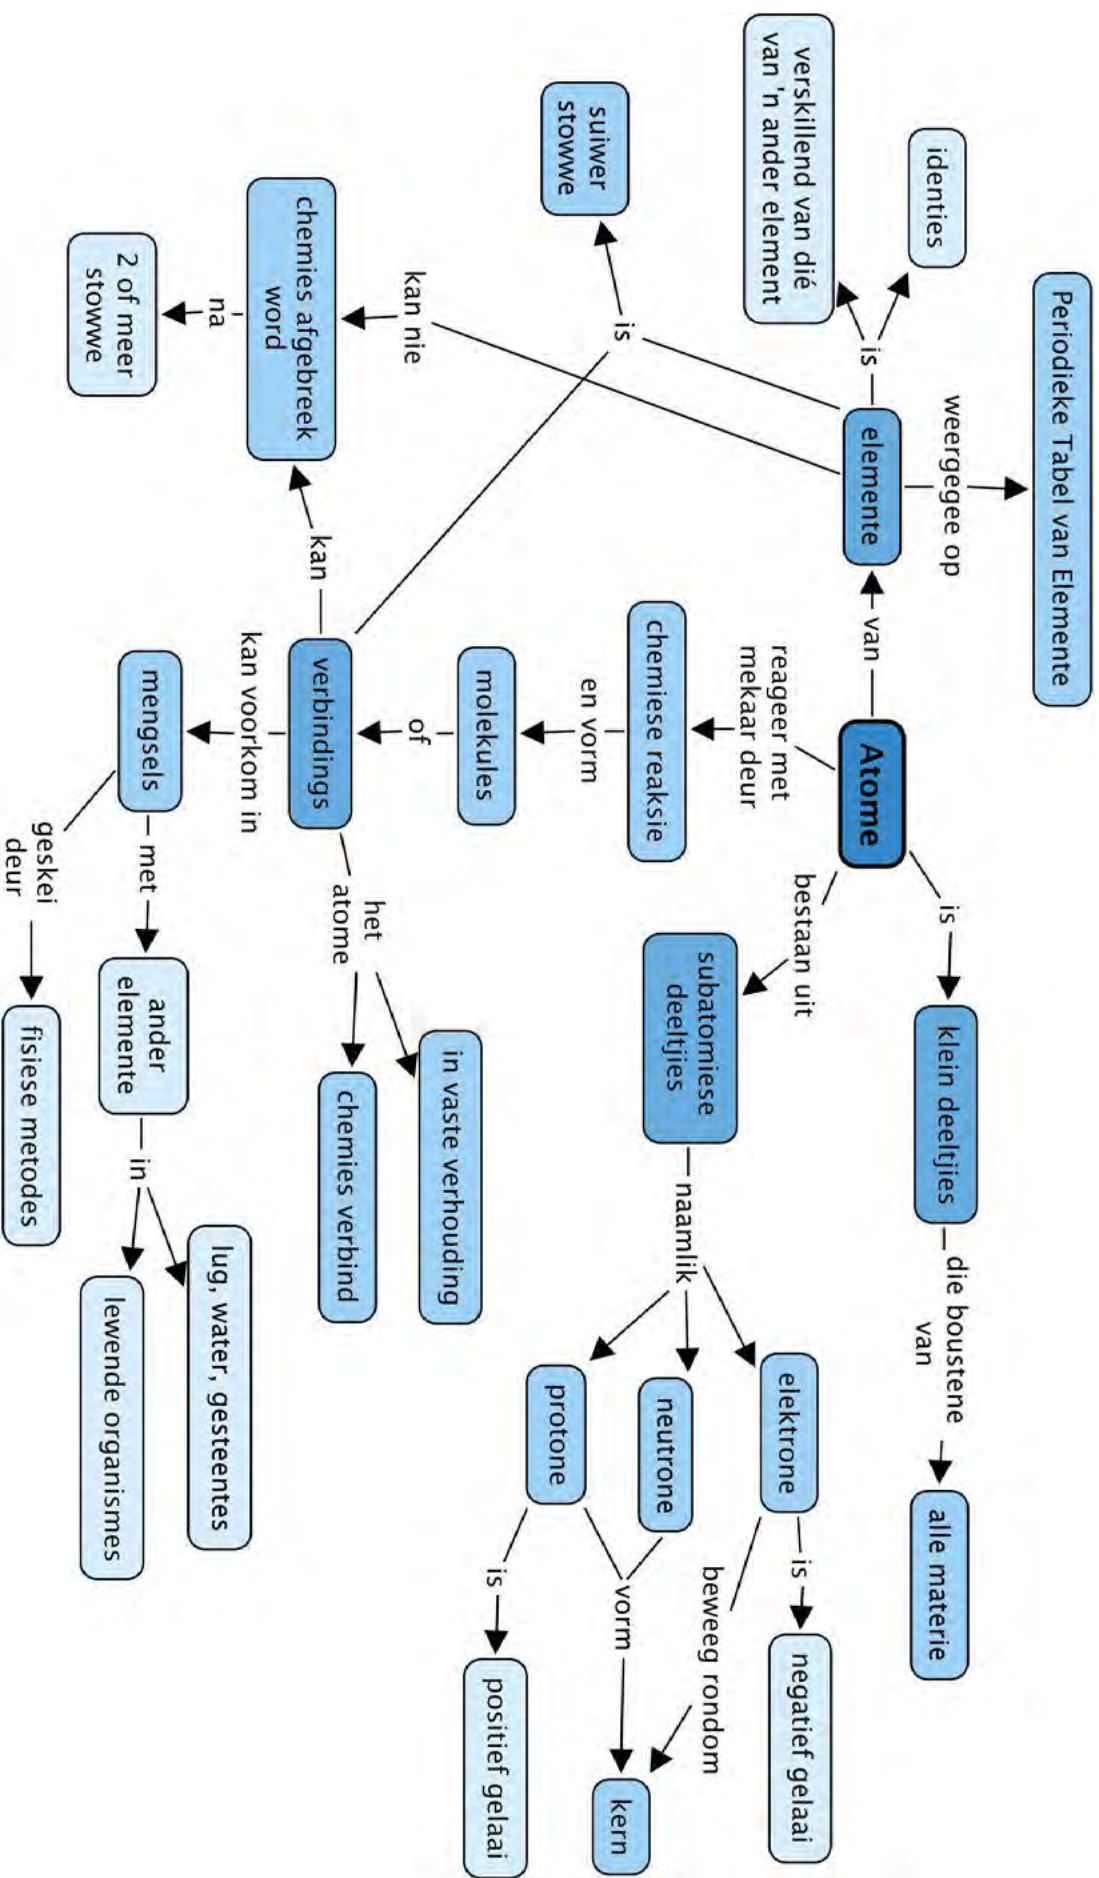 Periodieke Tabel van Elemente
identies
weergegee op
verskillend van dié
van 'n ander element
is
elemente
van
Atome
is
klein deeltjies
die boustene
van
alle materie
suiwer
stowwe
is
reageer met
mekaar deur
bestaan uit
chemiese reaksie
subatomiese
deeltjies
naamlik
elektrone
is
negatief gelaai
neutrone
beweeg rondom
protone
vorm
kern
is
positief gelaai
en vorm
molekules
of
kan nie
chemies afgebreek
word
kan
verbindings
het
atome
in vaste verhouding
chemies verbind
na
2 of meer
stowwe
kan voorkom in
mengsels
met
ander
elemente
in
lug, water, gesteentes
lewende organismes
geskei
deur
fisiese metodes